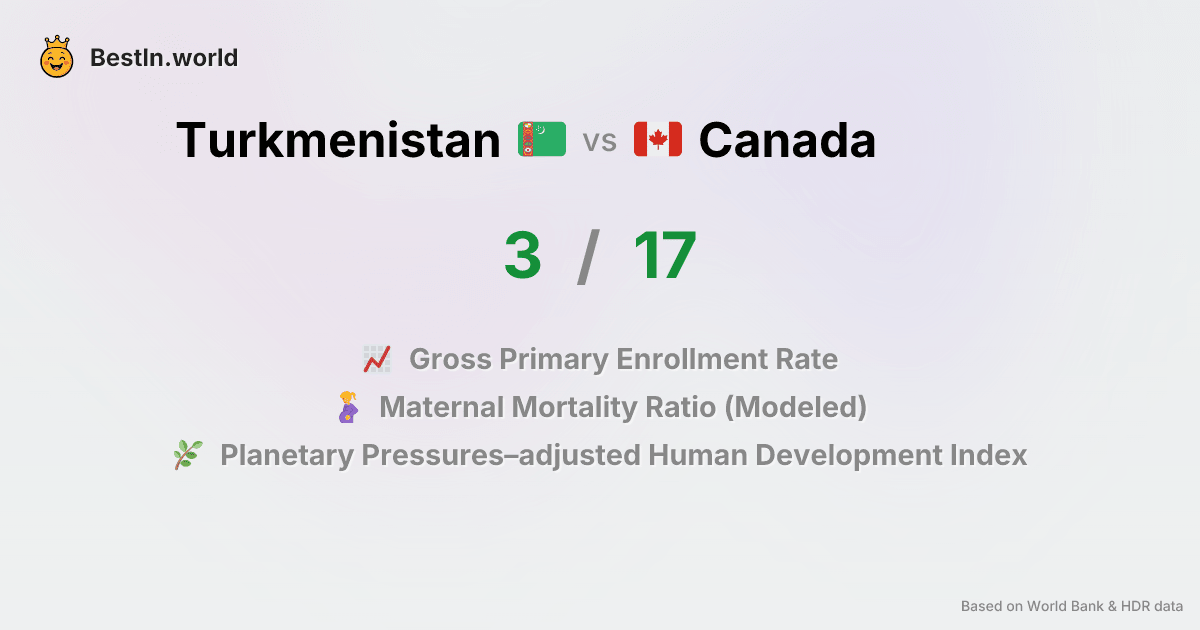 BestIn.world
Turkmenistan vs Canada
3 / 17
Gross Primary Enrollment Rate
Maternal Mortality Ratio (Modeled)
Planetary Pressures–adjusted Human Development Index
Based on World Bank & HDR data